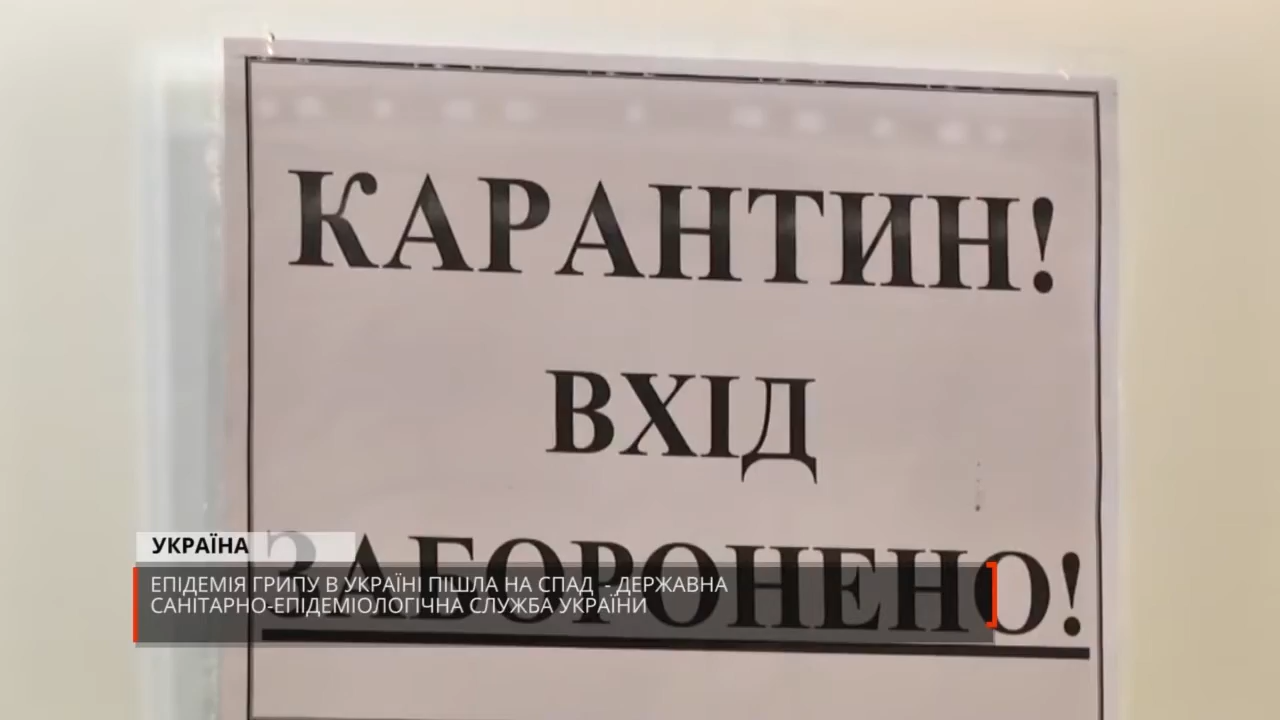 КАРАНТИН!
ВХІД
ЗАБОРОНЕНО!
УКРАЇНА
ЕПІДЕМІЯ ГРИПУ В УКРАЇНІ ПІШЛА НА СПАД - ДЕРЖАВНА
САНІТАРНО-ЕПІДЕМІОЛОГІЧНА СЛУЖБА УКРАЇНИ